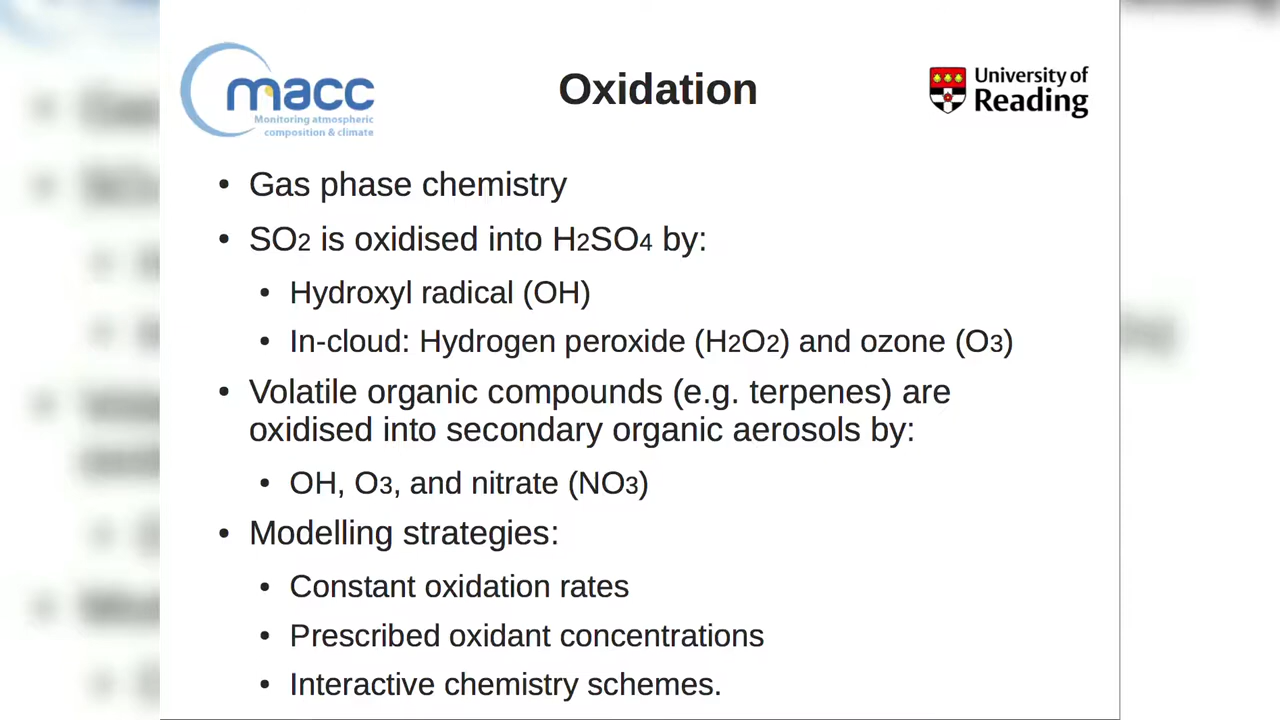 macc
Monitoring atmospheric
composition & climate
Oxidation
University of
Reading
• Gas phase chemistry
• SO2 is oxidised into H2SO4 by:
• Hydroxyl radical (OH)
• In-cloud: Hydrogen peroxide (H2O2) and ozone (O3)
• Volatile organic compounds (e.g. terpenes) are
oxidised into secondary organic aerosols by:
• OH, O3, and nitrate (NO3)
• Modelling strategies:
• Constant oxidation rates
• Prescribed oxidant concentrations
• Interactive chemistry schemes.